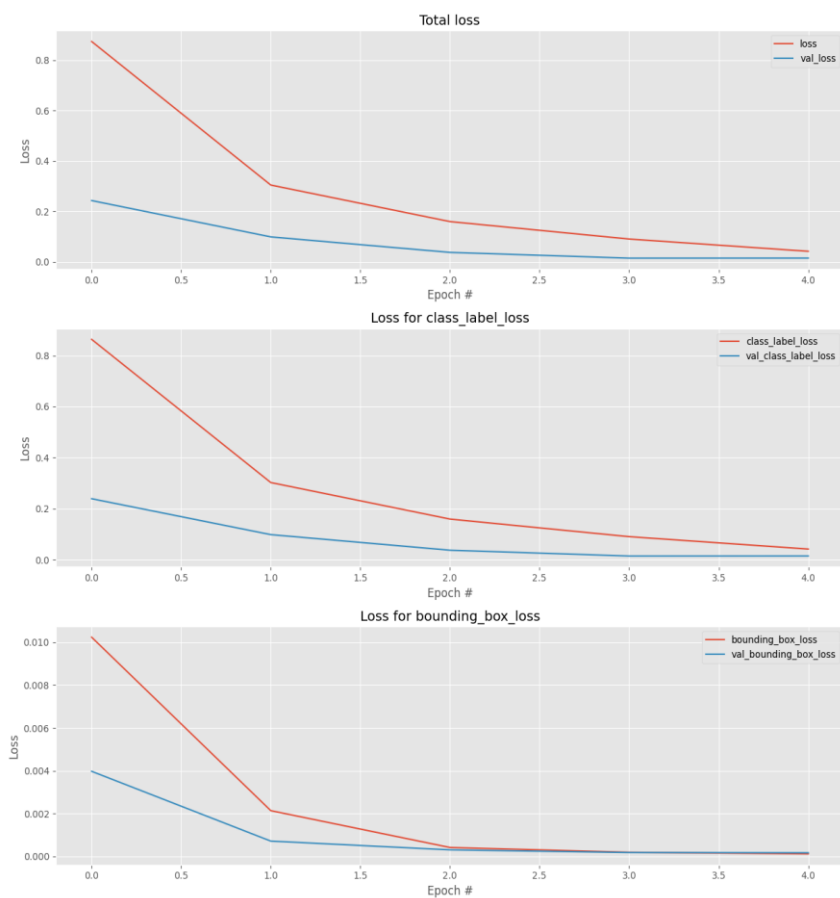 Total loss
loss
val_loss
Loss
0.8
0.6
0.4
0.2
0.0
0.0 0.5 1.0 1.5 2.0 2.5 3.0 3.5 4.0
Epoch #
Loss for class_label_loss
class_label_loss
val_class_label_loss
Loss
0.8
0.6
0.4
0.2
0.0
0.0 0.5 1.0 1.5 2.0 2.5 3.0 3.5 4.0
Epoch #
Loss for bounding_box_loss
bounding_box_loss
val_bounding_box_loss
Loss
0.010
0.008
0.006
0.004
0.002
0.000
0.0 0.5 1.0 1.5 2.0 2.5 3.0 3.5 4.0
Epoch #